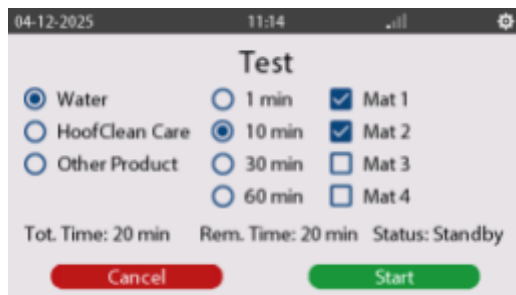 04-12-2025 11:14
Test
Water 1 min Mat 1
HoofClean Care 10 min Mat 2
Other Product 30 min Mat 3
60 min Mat 4
Tot. Time: 20 min Rem. Time: 20 min Status: Standby
Cancel Start